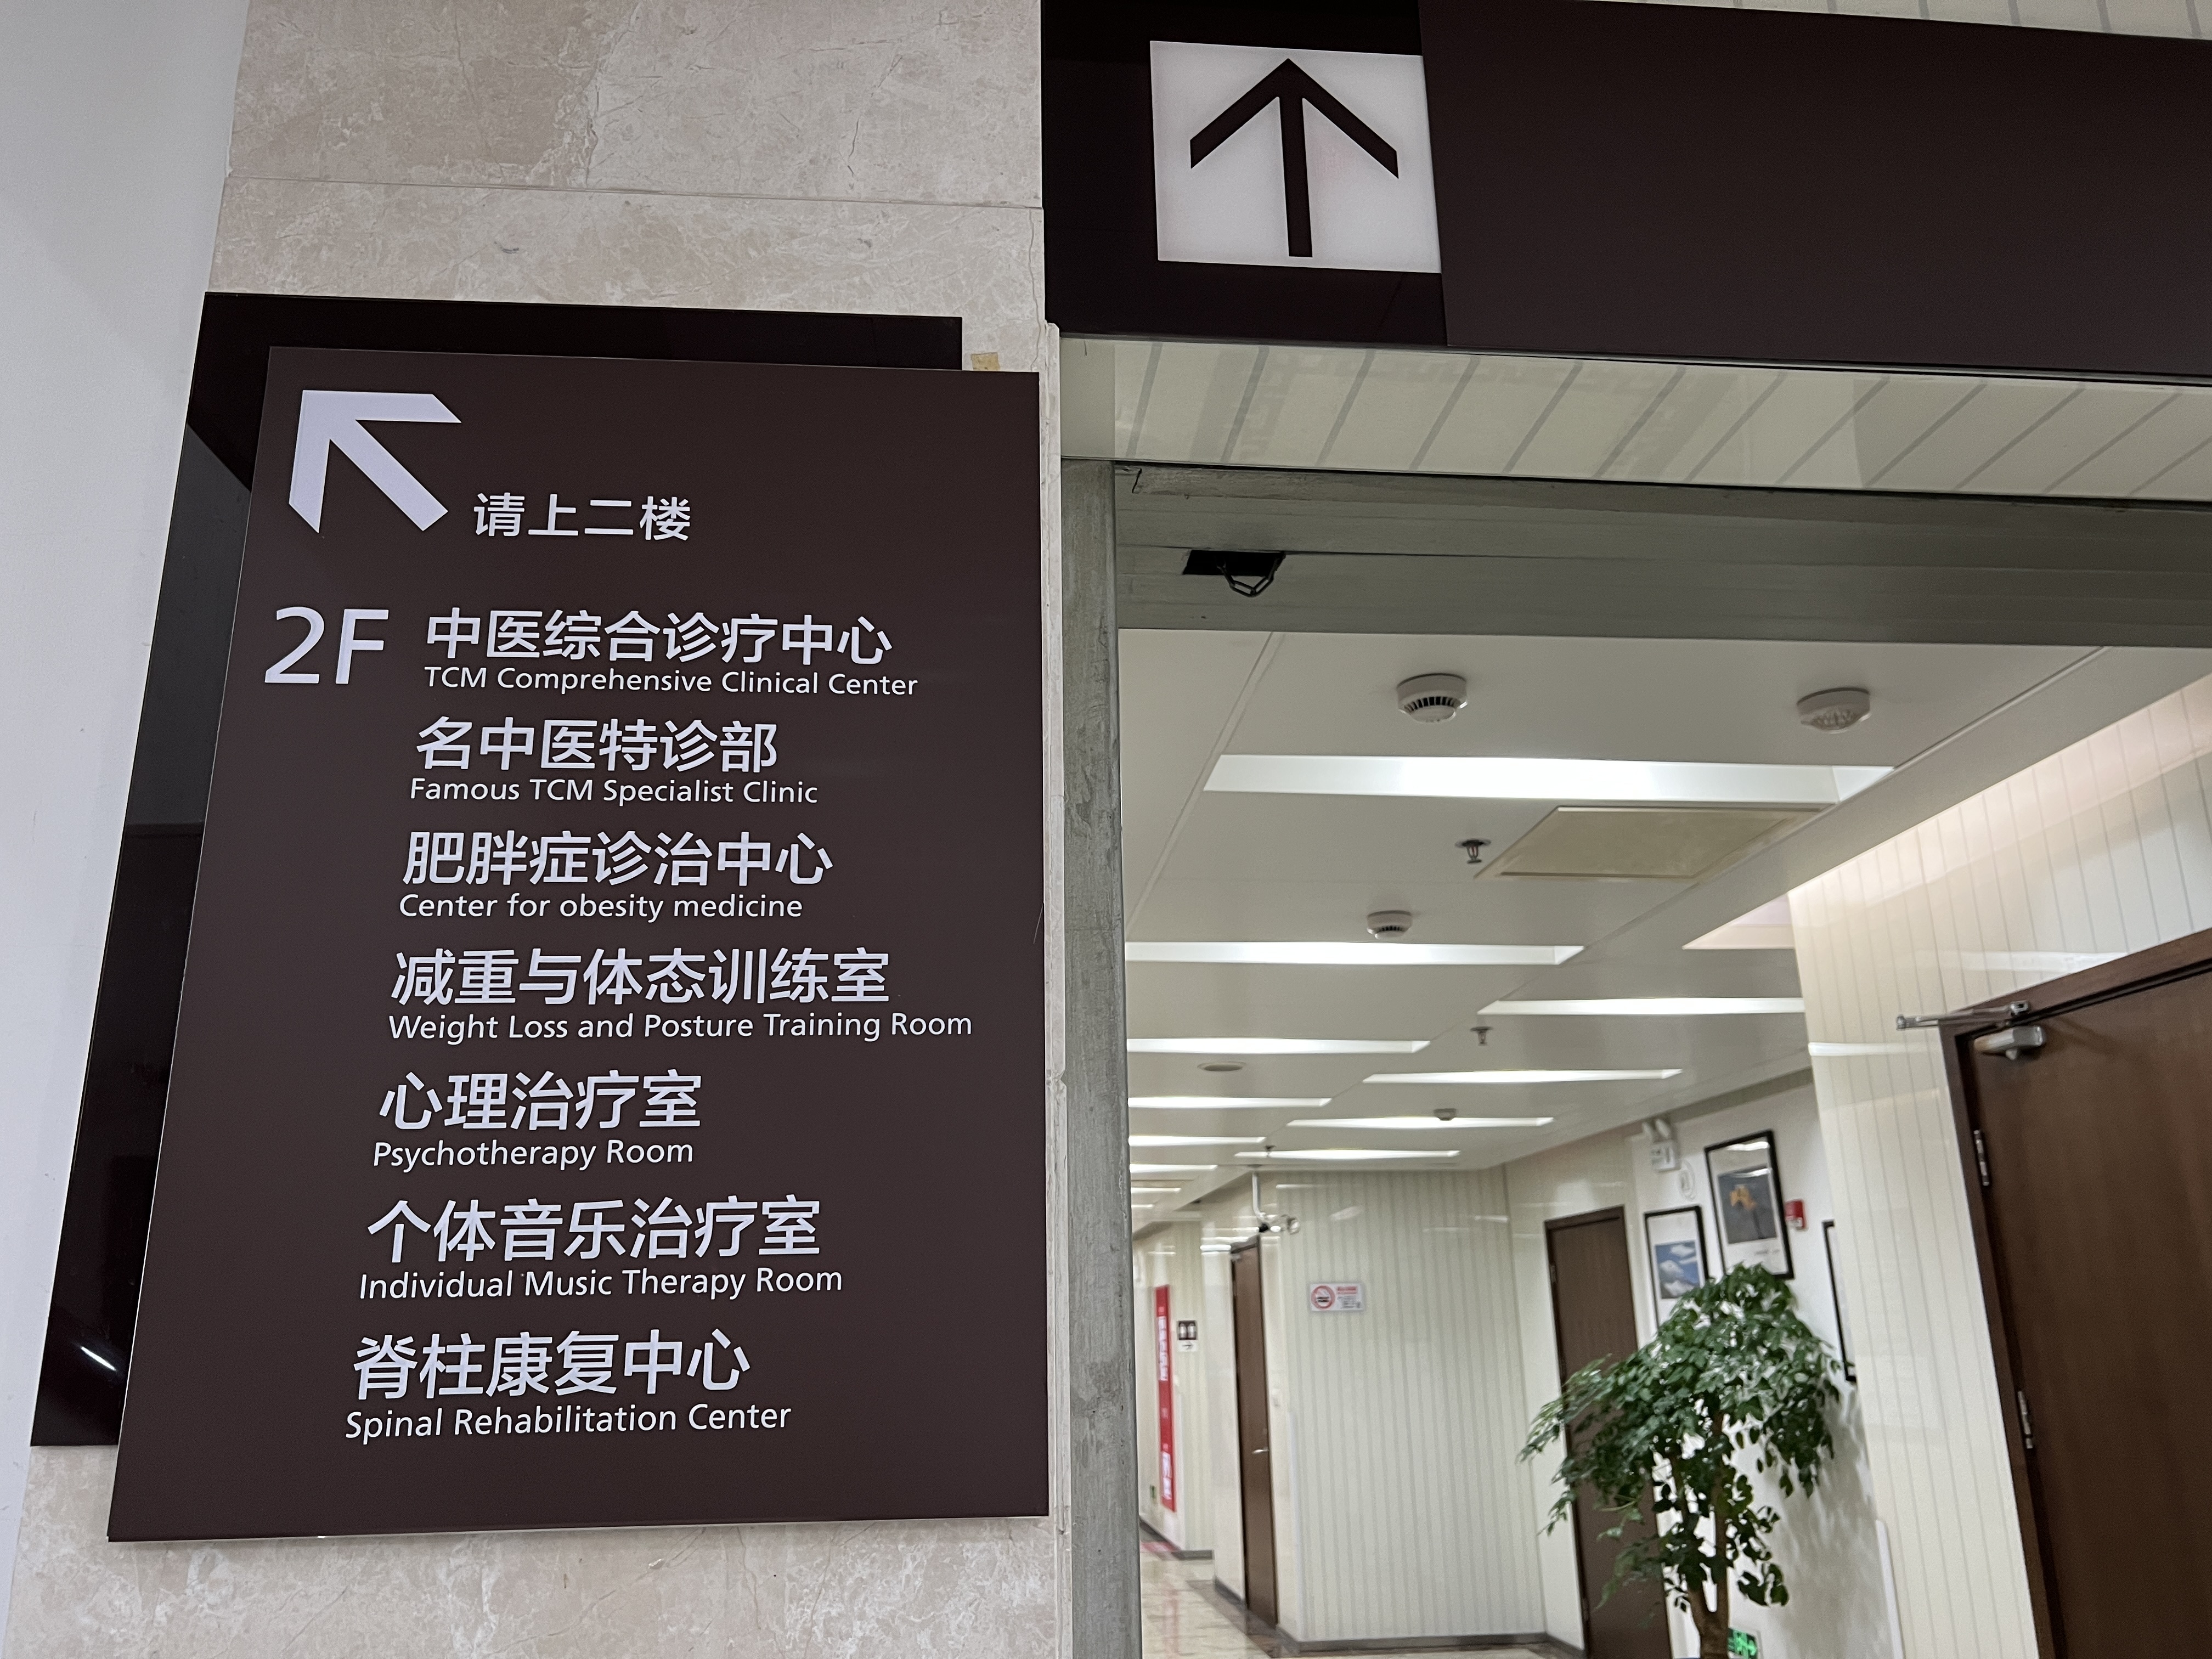 请上二楼
2F 中医综合诊疗中心
TCM Comprehensive Clinical Center
名中医特诊部
Famous TCM Specialist Clinic
肥胖症诊治中心
Center for obesity medicine
减重与体态训练室
Weight Loss and Posture Training Room
心理治疗室
Psychotherapy Room
个体音乐治疗室
Individual Music Therapy Room
脊柱康复中心
Spinal Rehabilitation Center